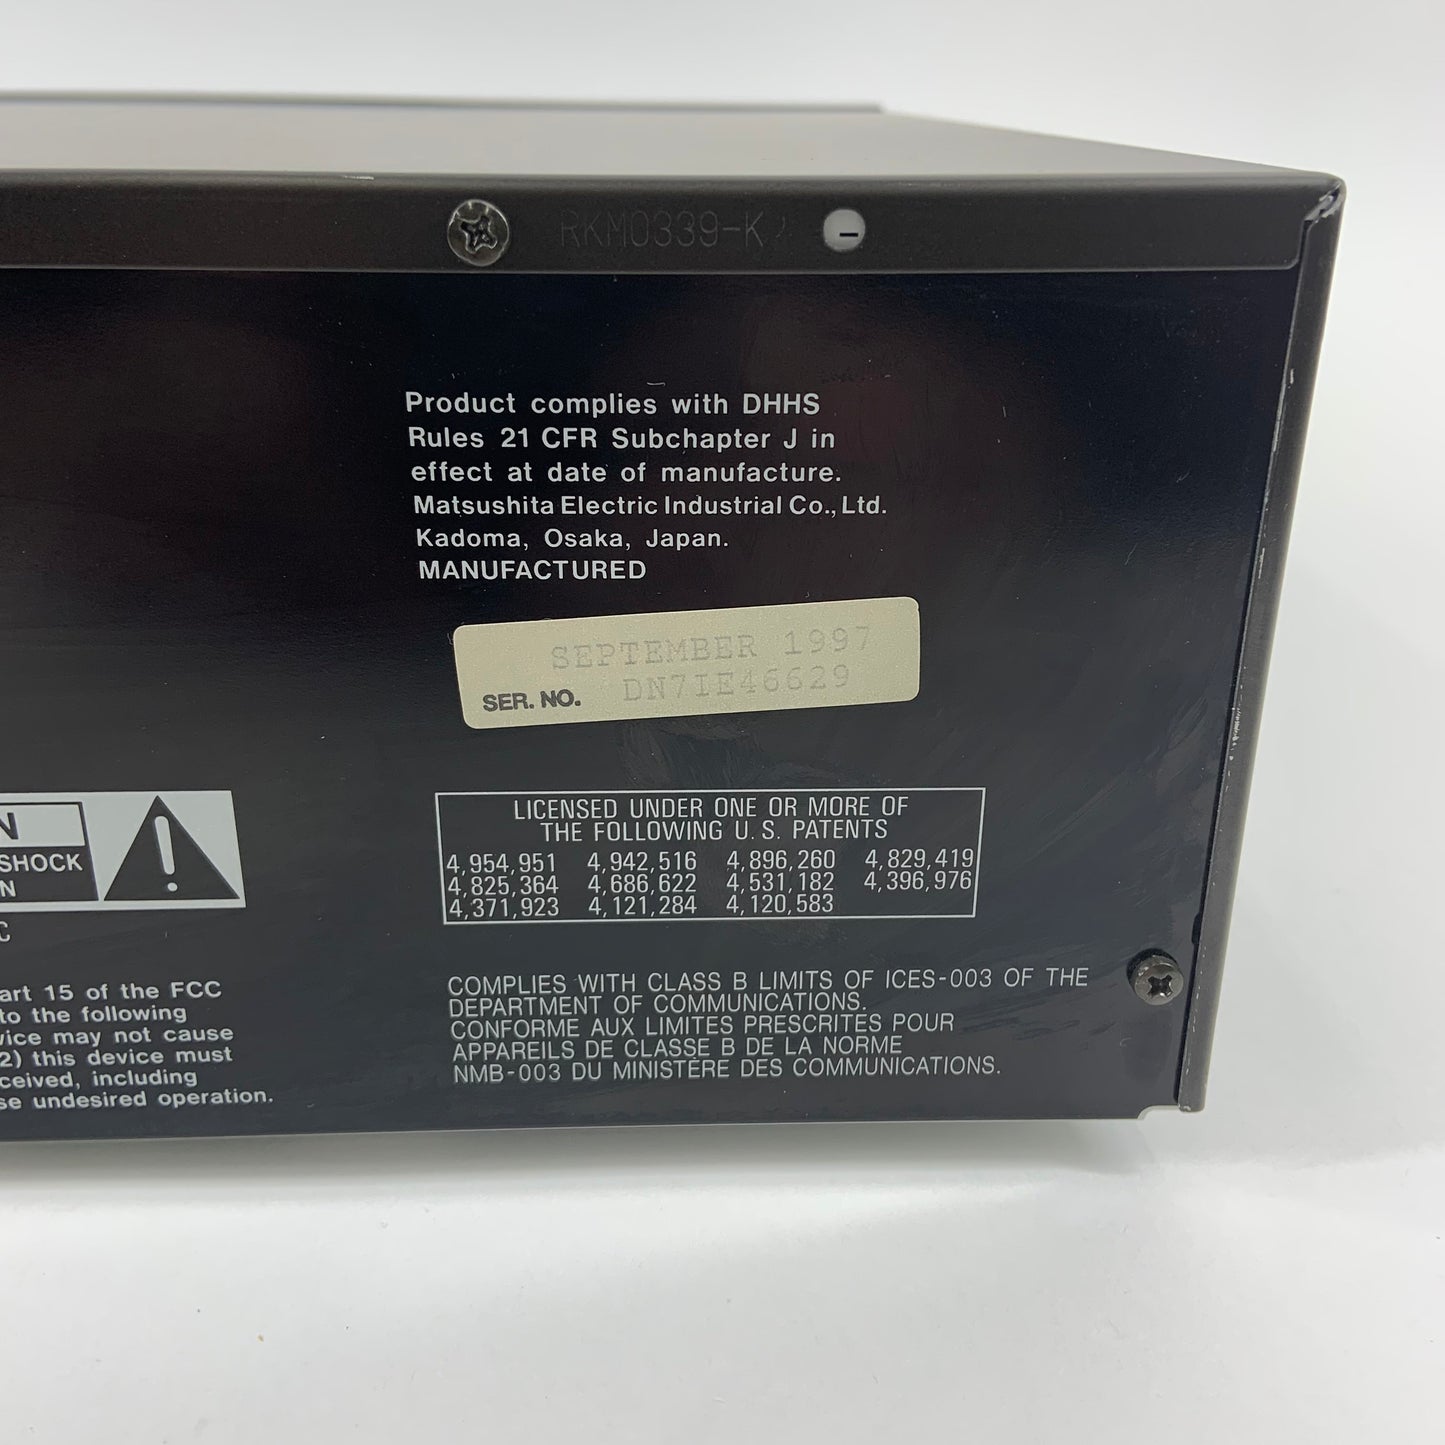 RKM0339-K
Product complies with DHHS
Rules 21 CFR Subchapter J in
effect at date of manufacture.
Matsushita Electric Industrial Co., Ltd.
Kadoma, Osaka, Japan.
MANUFACTURED
SEPTEMBER 1997
SER. NO. DN7IE46629
N
SHOCK
N
C
art 15 of the FCC
to the following
vice may not cause
2) this device must
ceived, including
se undesired operation.
LICENSED UNDER ONE OR MORE OF
THE FOLLOWING U. S. PATENTS
4,954,951 4,942,516 4,896,260 4,829,419
4,825,364 4,686,622 4,531,182 4,396,976
4,371,923 4,121,284 4,120,583
COMPLIES WITH CLASS B LIMITS OF ICES-003 OF THE
DEPARTMENT OF COMMUNICATIONS.
CONFORME AUX LIMITES PRESCRITES POUR
APPAREILS DE CLASSE B DE LA NORME
NMB-003 DU MINISTÈRE DES COMMUNICATIONS.